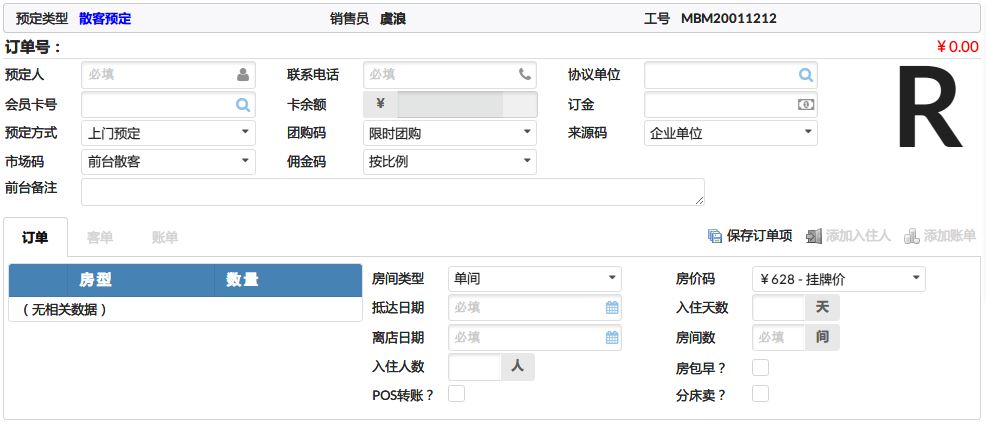 预定类型 散客预定 销售员 虞浪 工号 MBM20011212
订单号： ¥ 0.00
预定人 必填 联系电话 必填 协议单位
会员卡号 卡余额 ¥ 订金
预定方式 上门预定 团购码 限时团购 来源码 企业单位
市场码 前台散客 佣金码 按比例
R
前台备注
订单 客单 账单 保存订单项 添加入住人 添加账单
房型 数量
（无相关数据）
房间类型 单间 房价码 ¥ 628 - 挂牌价
抵达日期 必填 入住天数 天
离店日期 必填 房间数 必填 间
入住人数 人 房包早？
POS转账？ 分床卖？